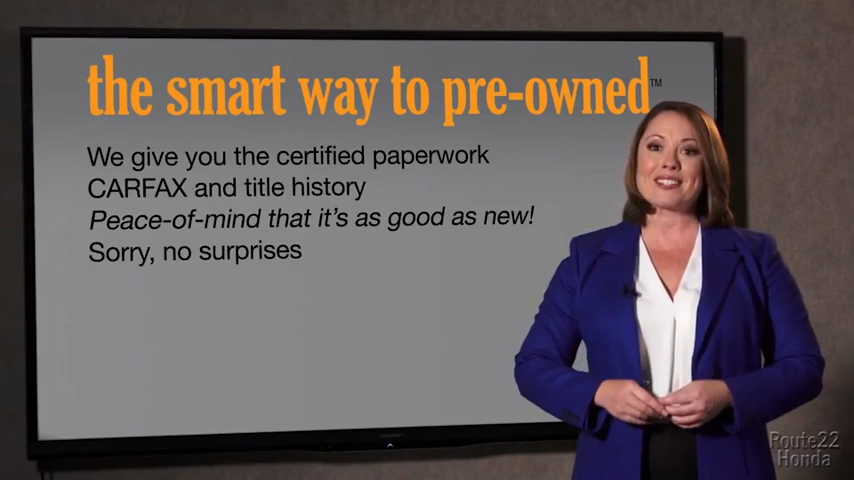 the smart way to pre-owned™
We give you the certified paperwork
CARFAX and title history
Peace-of-mind that it's as good as new!
Sorry, no surprises
Route22
Honda